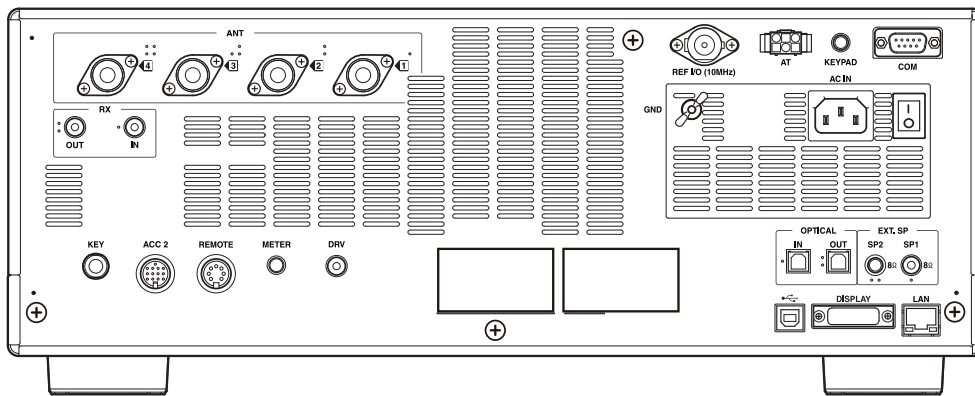 ANT
4
3
2
1
RX
OUT
IN
REF I/O (10MHz)
AT
KEYPAD
COM
AC IN
GND
I
O
KEY
ACC 2
REMOTE
METER
DRV
OPTICAL
IN
OUT
EXT. SP
SP2
SP1
8Ω
8Ω
DISPLAY
LAN